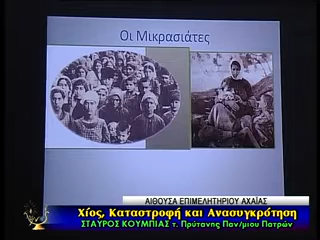 Οι Μικρασιάτες
ΑΙΘΟΥΣΑ ΕΠΙΜΕΛΗΤΗΡΙΟΥ ΑΧΑΪΑΣ
Χίος, Καταστροφή και Ανασυγκρότηση
ΣΤΑΥΡΟΣ ΚΟΥΜΠΙΑΣ τ. Πρύτανης Παν/μιου Πατρών